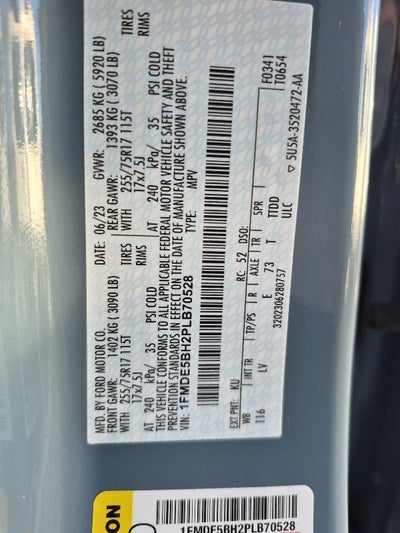 MFD. BY FORD MOTOR CO.
DATE: 06/23 GVWR: 2685 KG ( 5920 LB)
FRONT GAWR: 1402 KG ( 3090 LB) REAR GAWR: 1393 KG ( 3070 LB)
255/75R17 115T TIRES WITH 255/75R17 115T TIRES
17x7.5J RIMS 17x7.5J RIMS
AT 240 kPa/ 35 PSI COLD AT 240 kPa/ 35 PSI COLD
THIS VEHICLE CONFORMS TO ALL APPLICABLE FEDERAL MOTOR VEHICLE SAFETY AND THEFT
PREVENTION STANDARDS IN EFFECT ON THE DATE OF MANUFACTURE SHOWN ABOVE.
VIN: 1FMDE5BH2PLB70528 TYPE: MPV
F0341
T0654
EXT PNT: KU RC: 52 DSO:
WB INT TR TP/PS R AXLE TR SPR
116 LV E 73 T TTDD
ULC
3202306280757
▽ 5U5A-3520472-AA
ON
1FMDE5BH2PLB70528